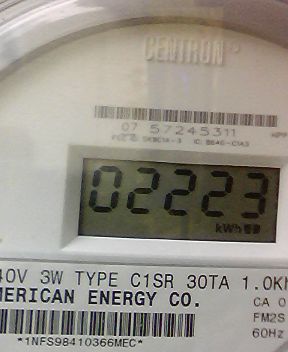 CENTRON
07 57245311
02223
kWh
40V 3W TYPE C1SR 30TA 1.0K
MERICAN ENERGY CO.
CA 0
FM2S
60Hz
*1NFS98410366MEC*